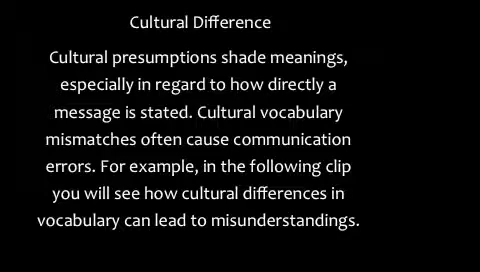 Cultural Difference
Cultural presumptions shade meanings,
especially in regard to how directly a
message is stated. Cultural vocabulary
mismatches often cause communication
errors. For example, in the following clip
you will see how cultural differences in
vocabulary can lead to misunderstandings.